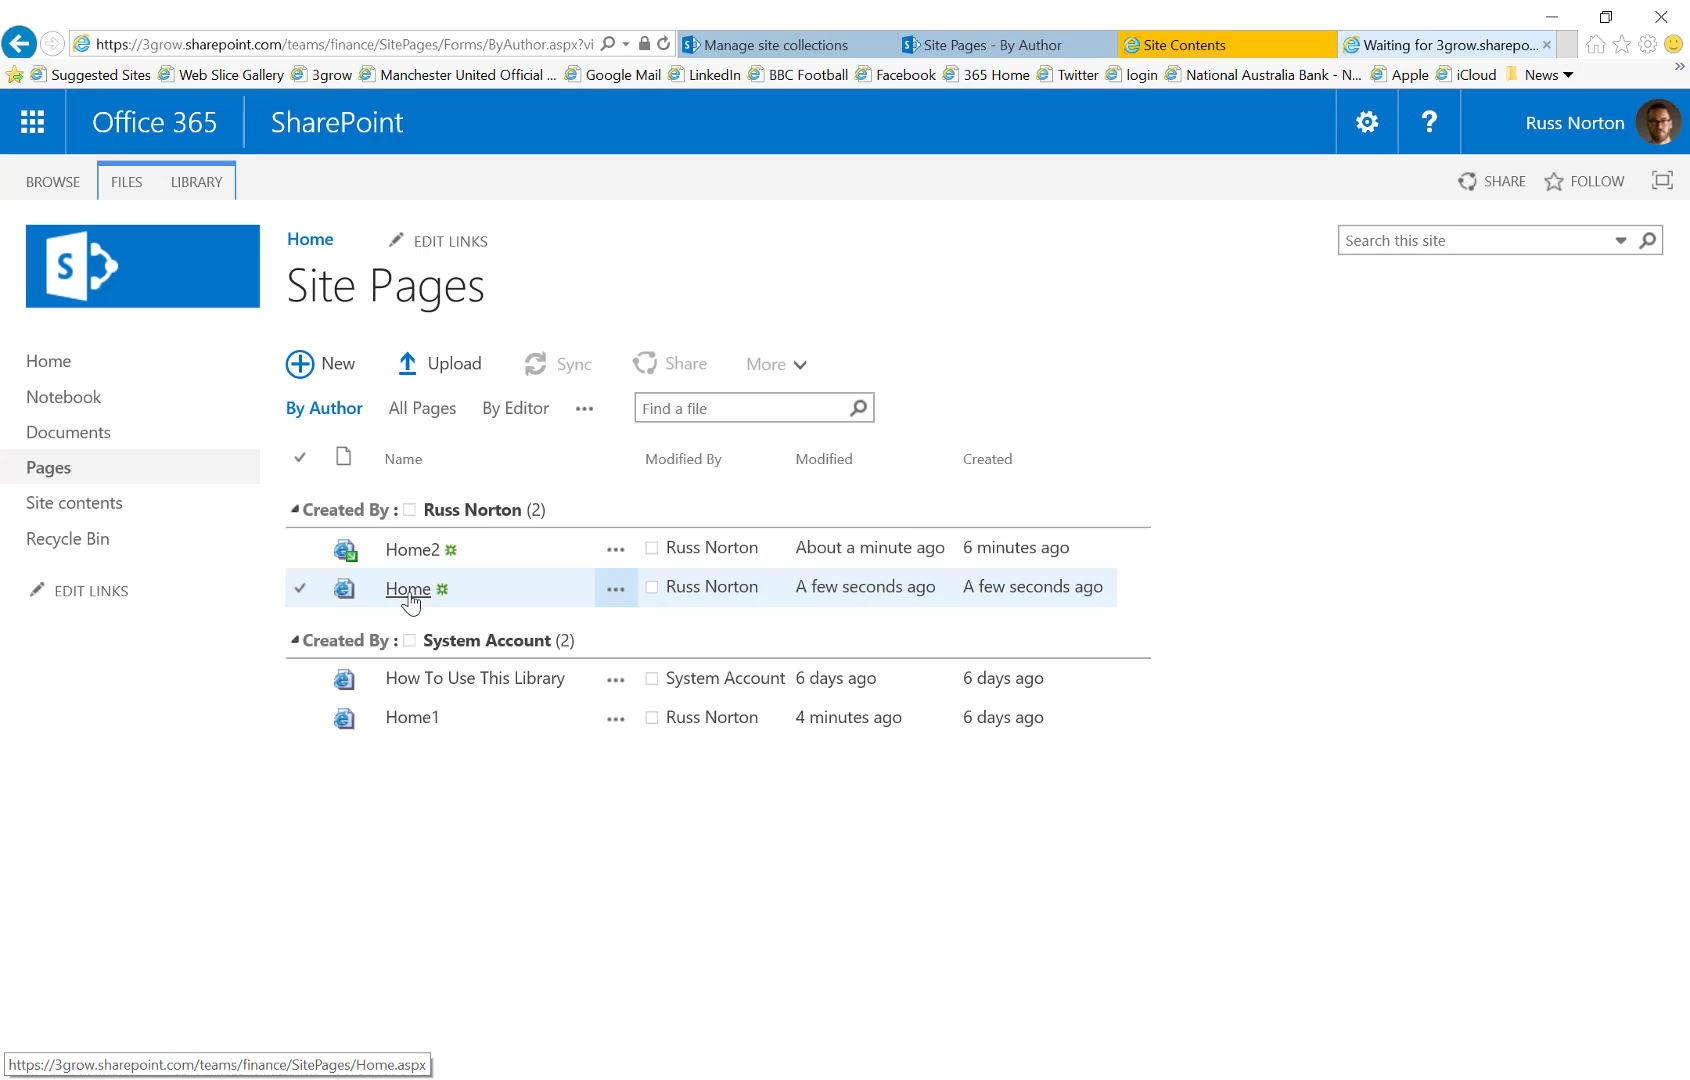 https://3grow.sharepoint.com/teams/finance/SitePages/Forms/ByAuthor.aspx?vi
Manage site collections
Site Pages - By Author
Site Contents
Waiting for 3grow.sharepo...
Suggested Sites
Web Slice Gallery
3grow
Manchester United Official ...
Google Mail
LinkedIn
BBC Football
Facebook
365 Home
Twitter
login
National Australia Bank - N...
Apple
iCloud
News
Office 365
SharePoint
?
Russ Norton
BROWSE
FILES
LIBRARY
SHARE
FOLLOW
S
Home
EDIT LINKS
Search this site
Site Pages
Home
Notebook
Documents
Pages
Site contents
Recycle Bin
EDIT LINKS
New
Upload
Sync
Share
More
By Author
All Pages
By Editor
...
Find a file
Name
Modified By
Modified
Created
Created By : Russ Norton (2)
Home2 ... Russ Norton About a minute ago 6 minutes ago
Home ... Russ Norton A few seconds ago A few seconds ago
Created By : System Account (2)
How To Use This Library ... System Account 6 days ago 6 days ago
Home1 ... Russ Norton 4 minutes ago 6 days ago
https://3grow.sharepoint.com/teams/finance/SitePages/Home.aspx